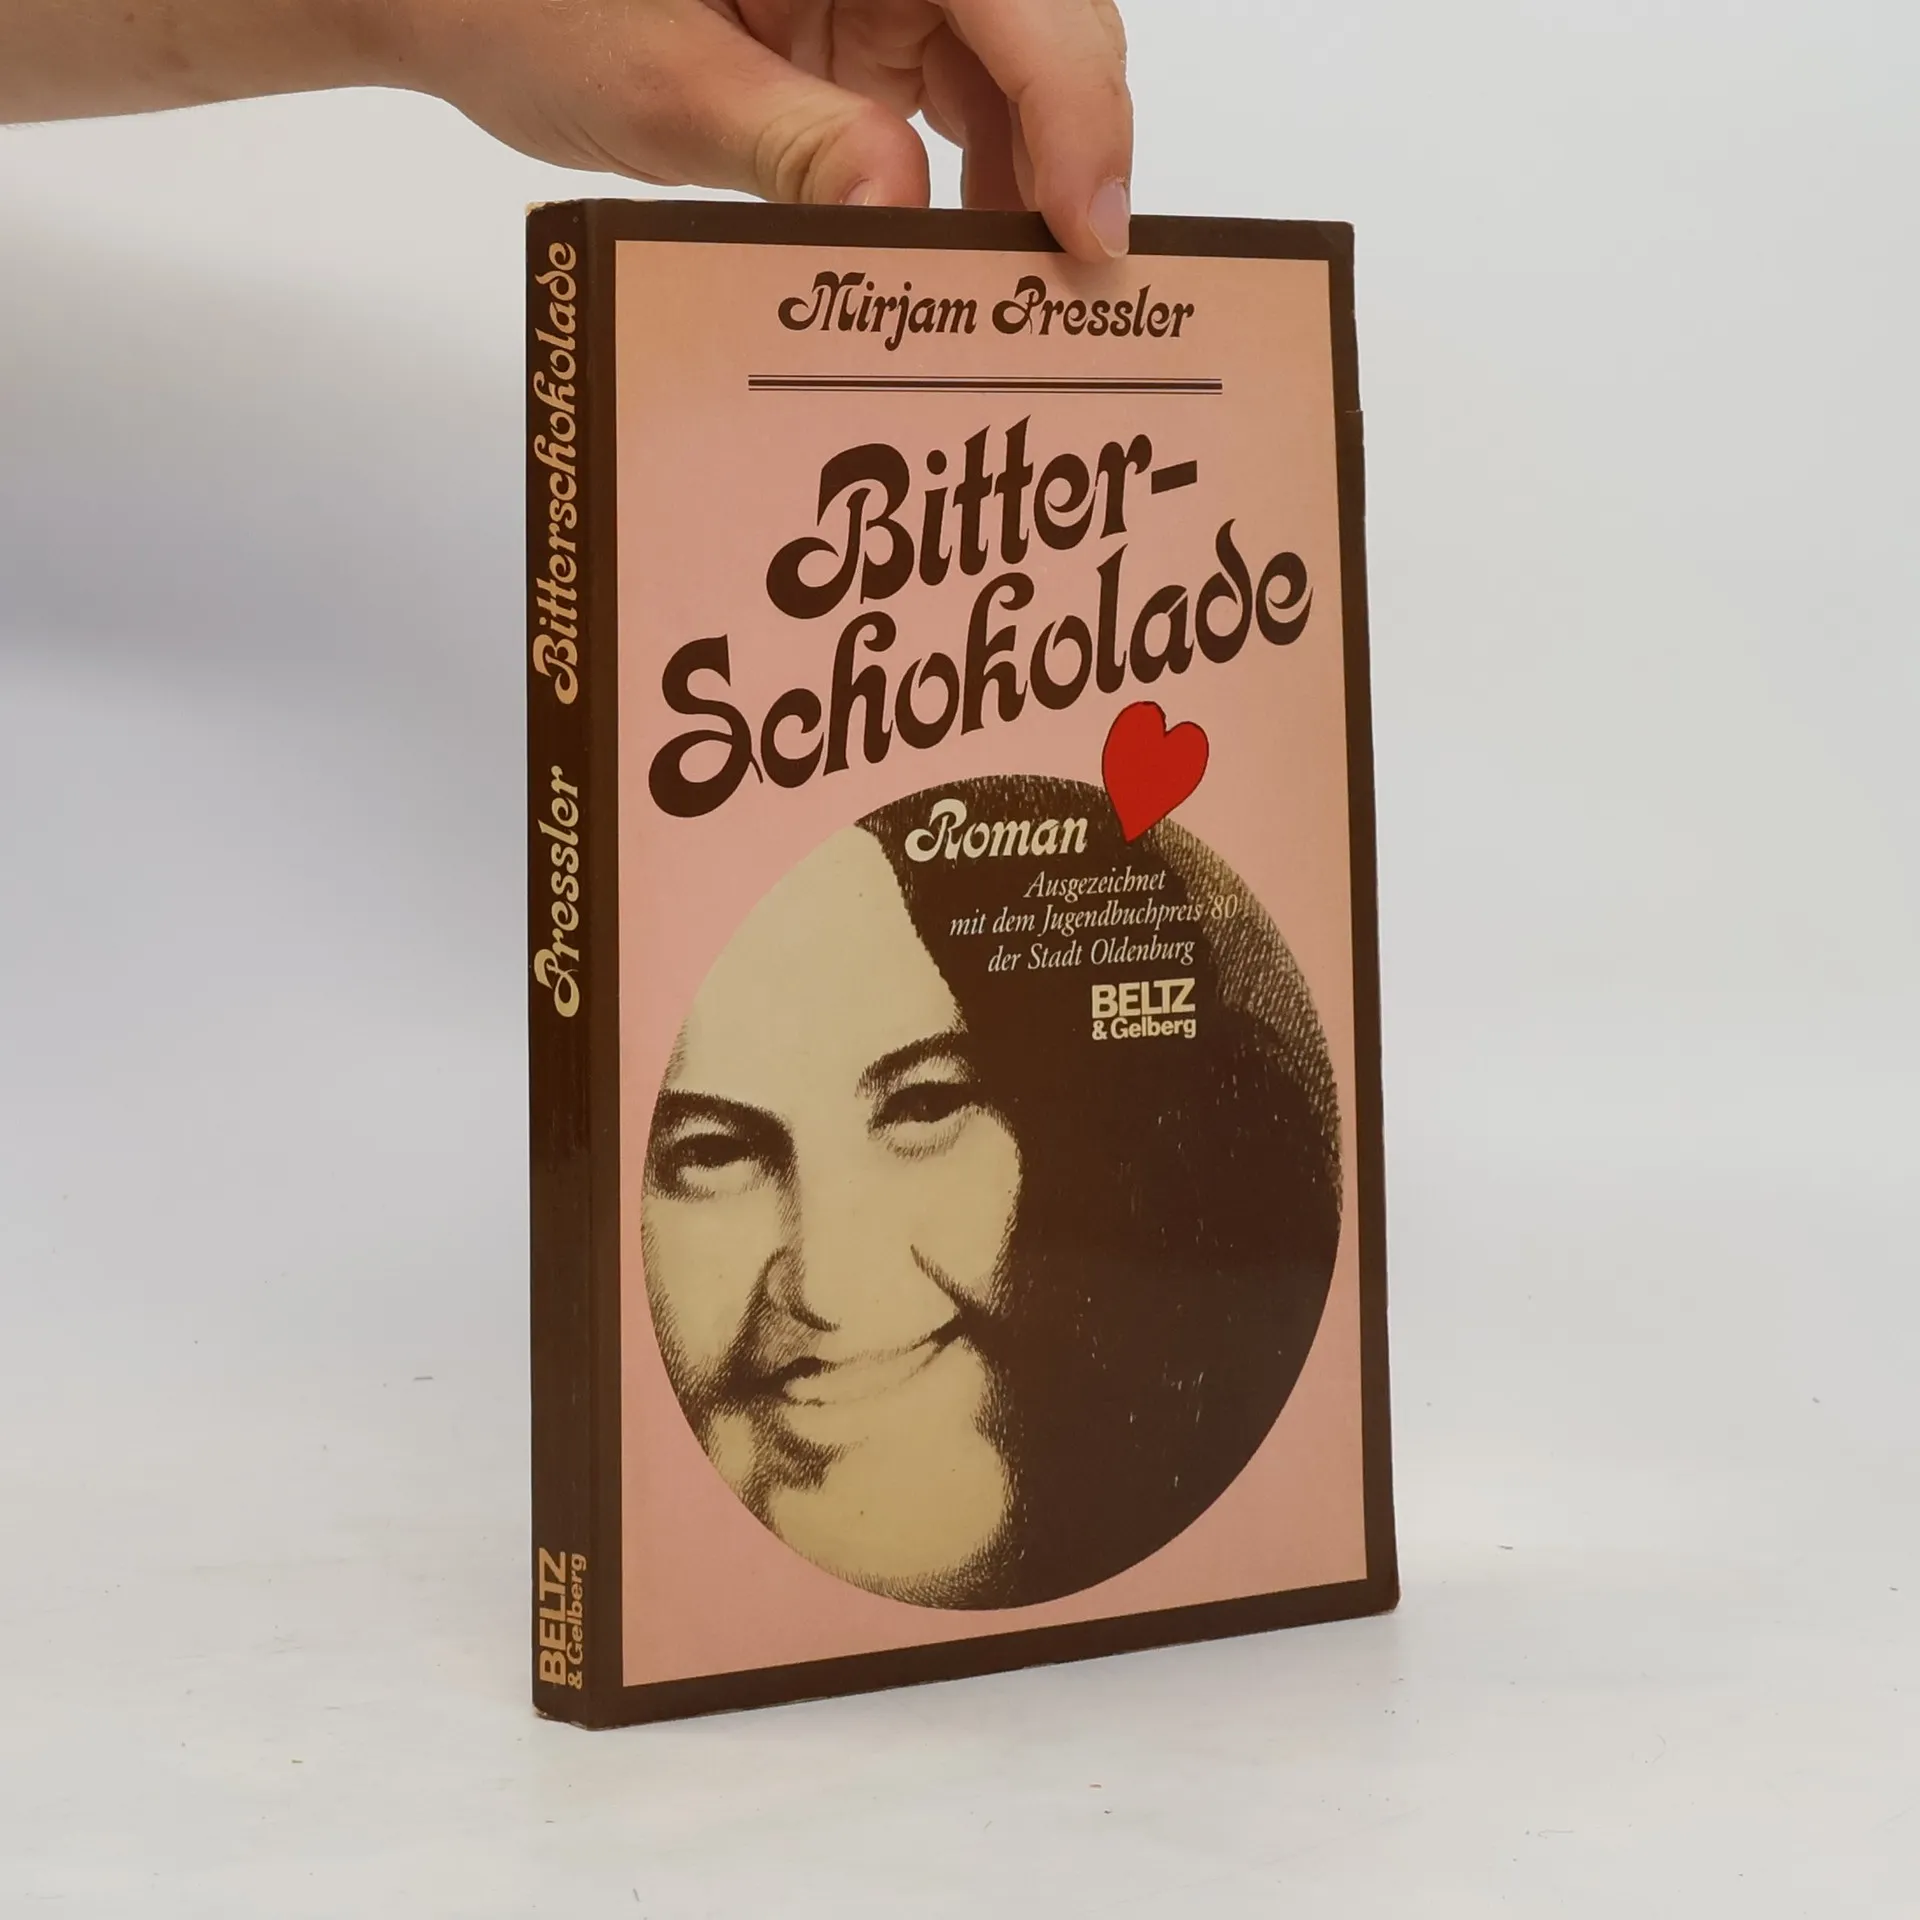 Mirjam Pressler
Bitter-
Schokolade
Roman
Ausgezeichnet
mit dem Jugendbuchpreis '80
der Stadt Oldenburg
BELTZ
& Gelberg
Pressler Bitterschokolade
BELTZ
& Gelberg